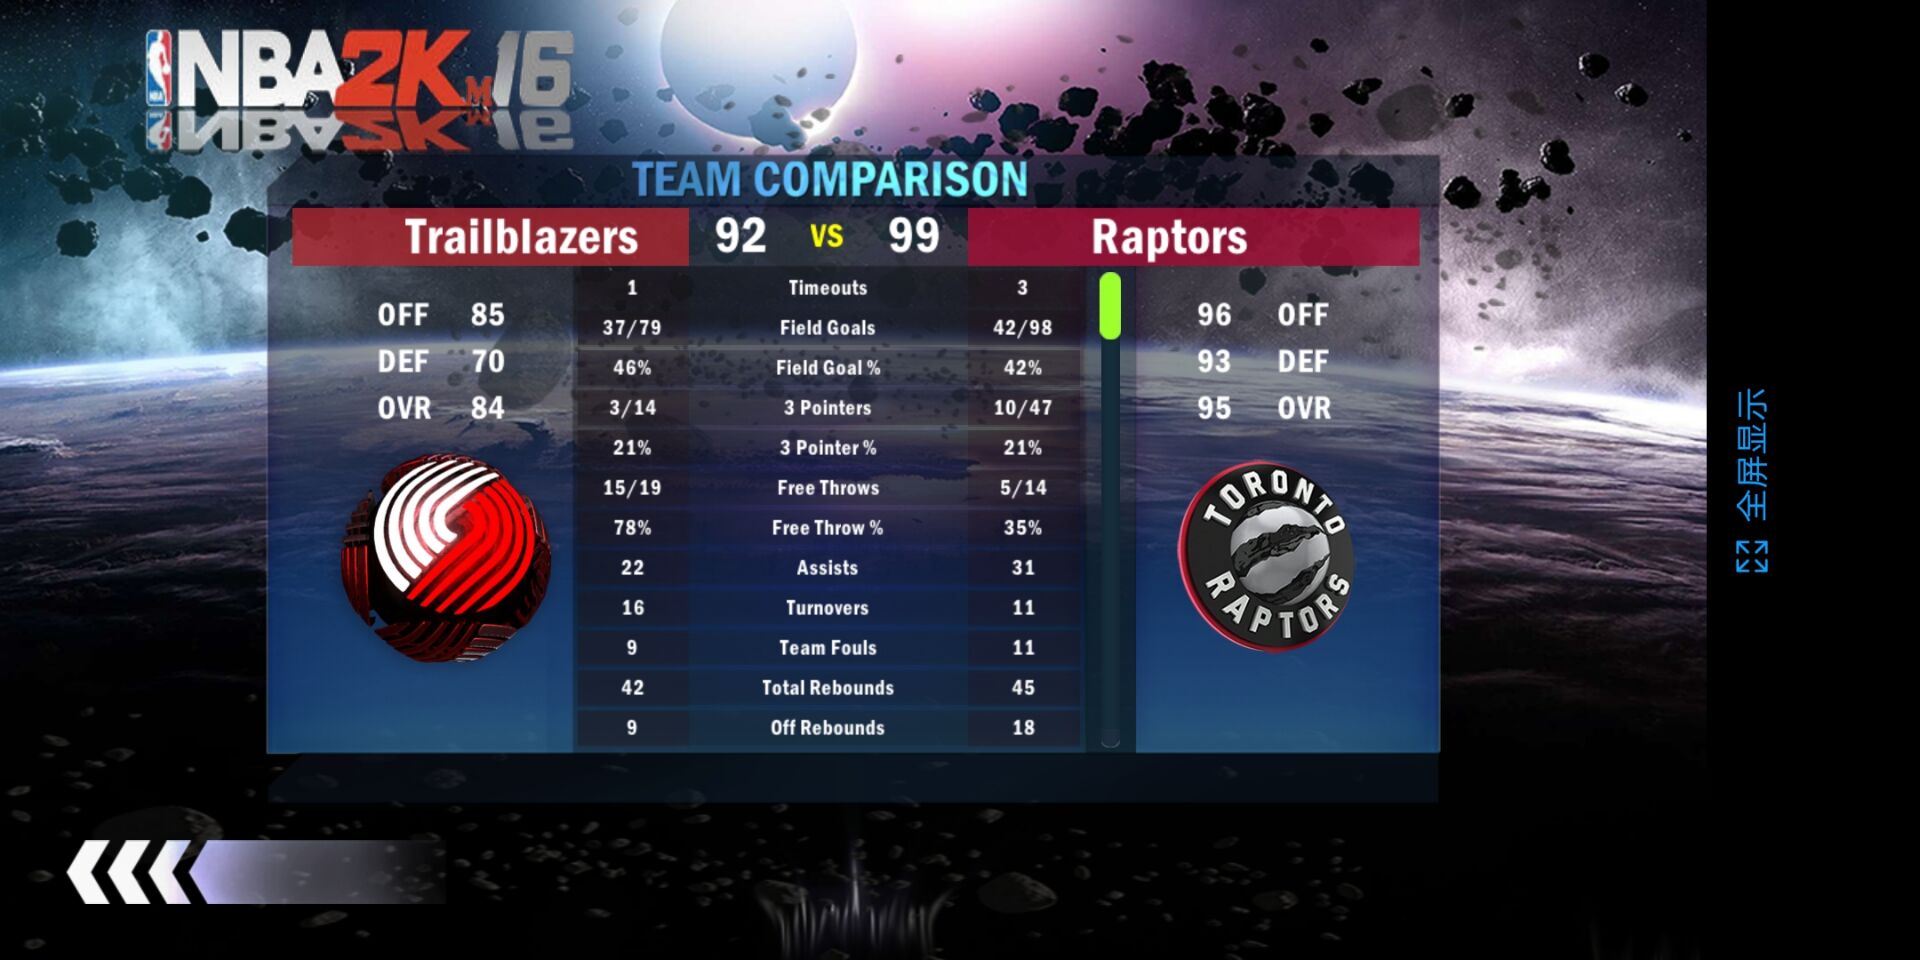 NBA2K M 16
TEAM COMPARISON
Trailblazers 92 VS 99 Raptors
1 Timeouts 3
OFF 85 96 OFF
37/79 Field Goals 42/98
DEF 70 93 DEF
46% Field Goal % 42%
OVR 84 95 OVR
3/14 3 Pointers 10/47
21% 3 Pointer % 21%
15/19 Free Throws 5/14
78% Free Throw % 35%
22 Assists 31
16 Turnovers 11
9 Team Fouls 11
42 Total Rebounds 45
9 Off Rebounds 18
TORONTO
RAPTORS
全屏显示